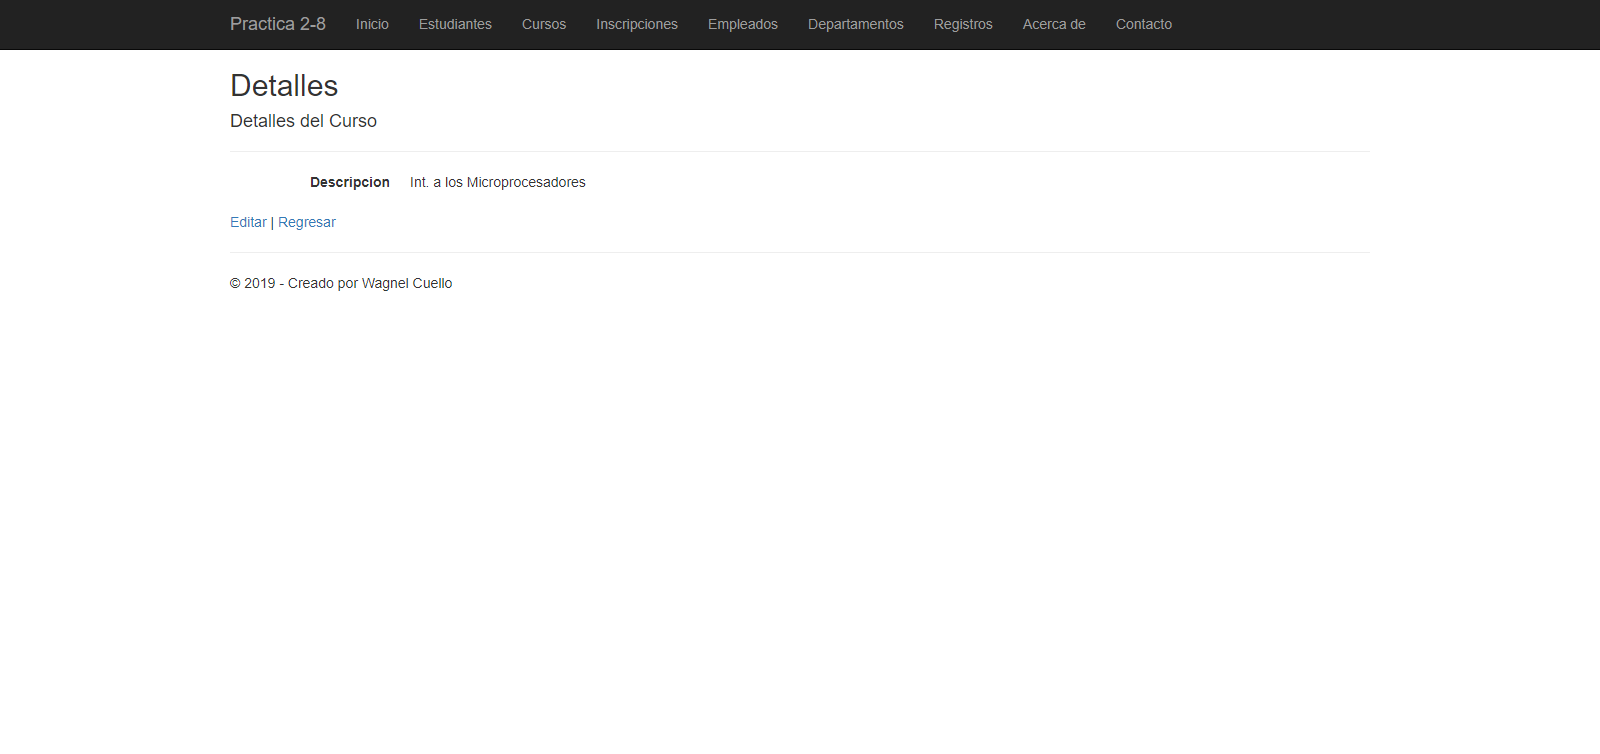 Practica 2-8 Inicio Estudiantes Cursos Inscripciones Empleados Departamentos Registros Acerca de Contacto
Detalles
Detalles del Curso
Descripcion Int. a los Microprocesadores
Editar | Regresar
© 2019 - Creado por Wagnel Cuello